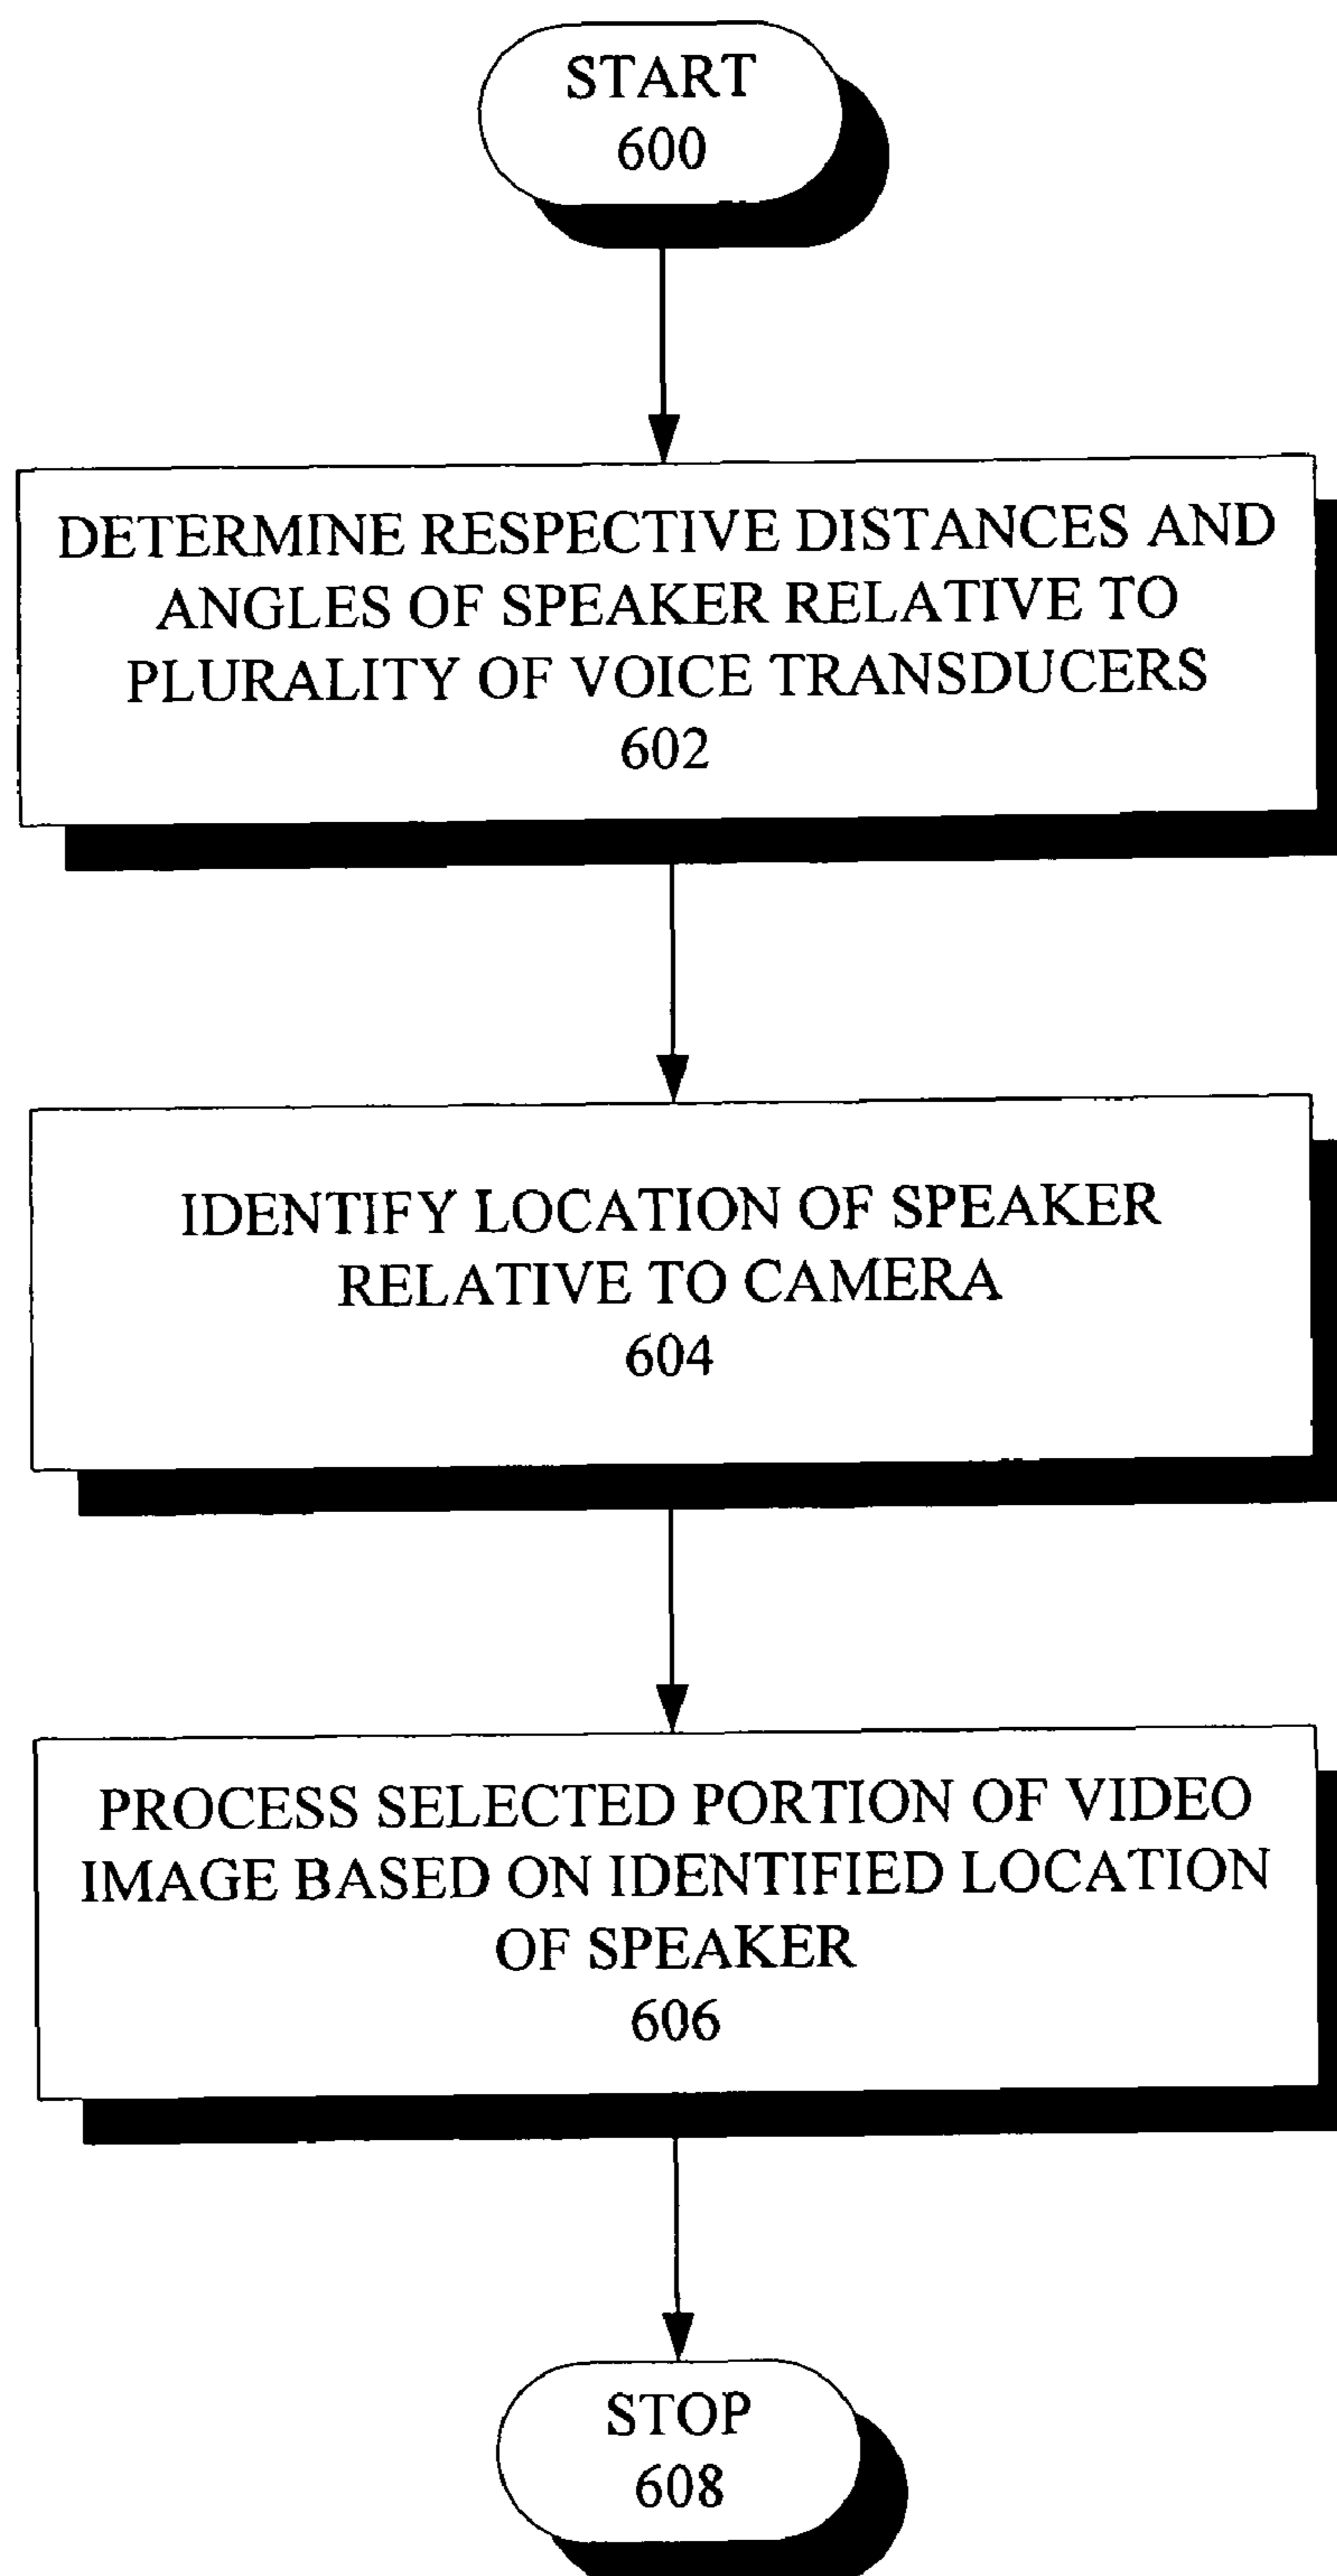 START
600
DETERMINE RESPECTIVE DISTANCES AND
ANGLES OF SPEAKER RELATIVE TO
PLURALITY OF VOICE TRANSDUCERS
602
IDENTIFY LOCATION OF SPEAKER
RELATIVE TO CAMERA
604
PROCESS SELECTED PORTION OF VIDEO
IMAGE BASED ON IDENTIFIED LOCATION
OF SPEAKER
606
STOP
608